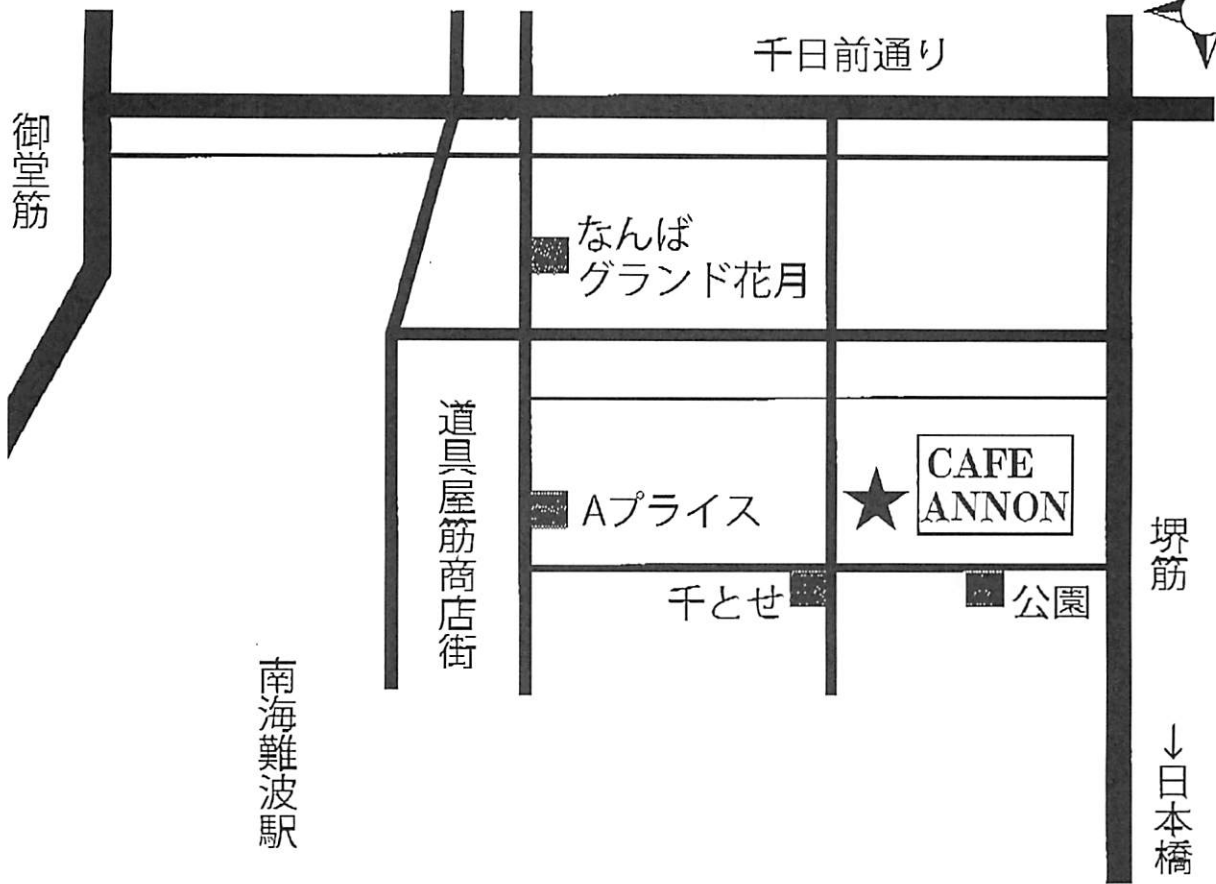 千日前通り
御堂筋
なんば
グランド花月
道具屋筋商店街
CAFE
ANNON
Aプライス
堺筋
千とせ
公園
南海難波駅
↓日本橋